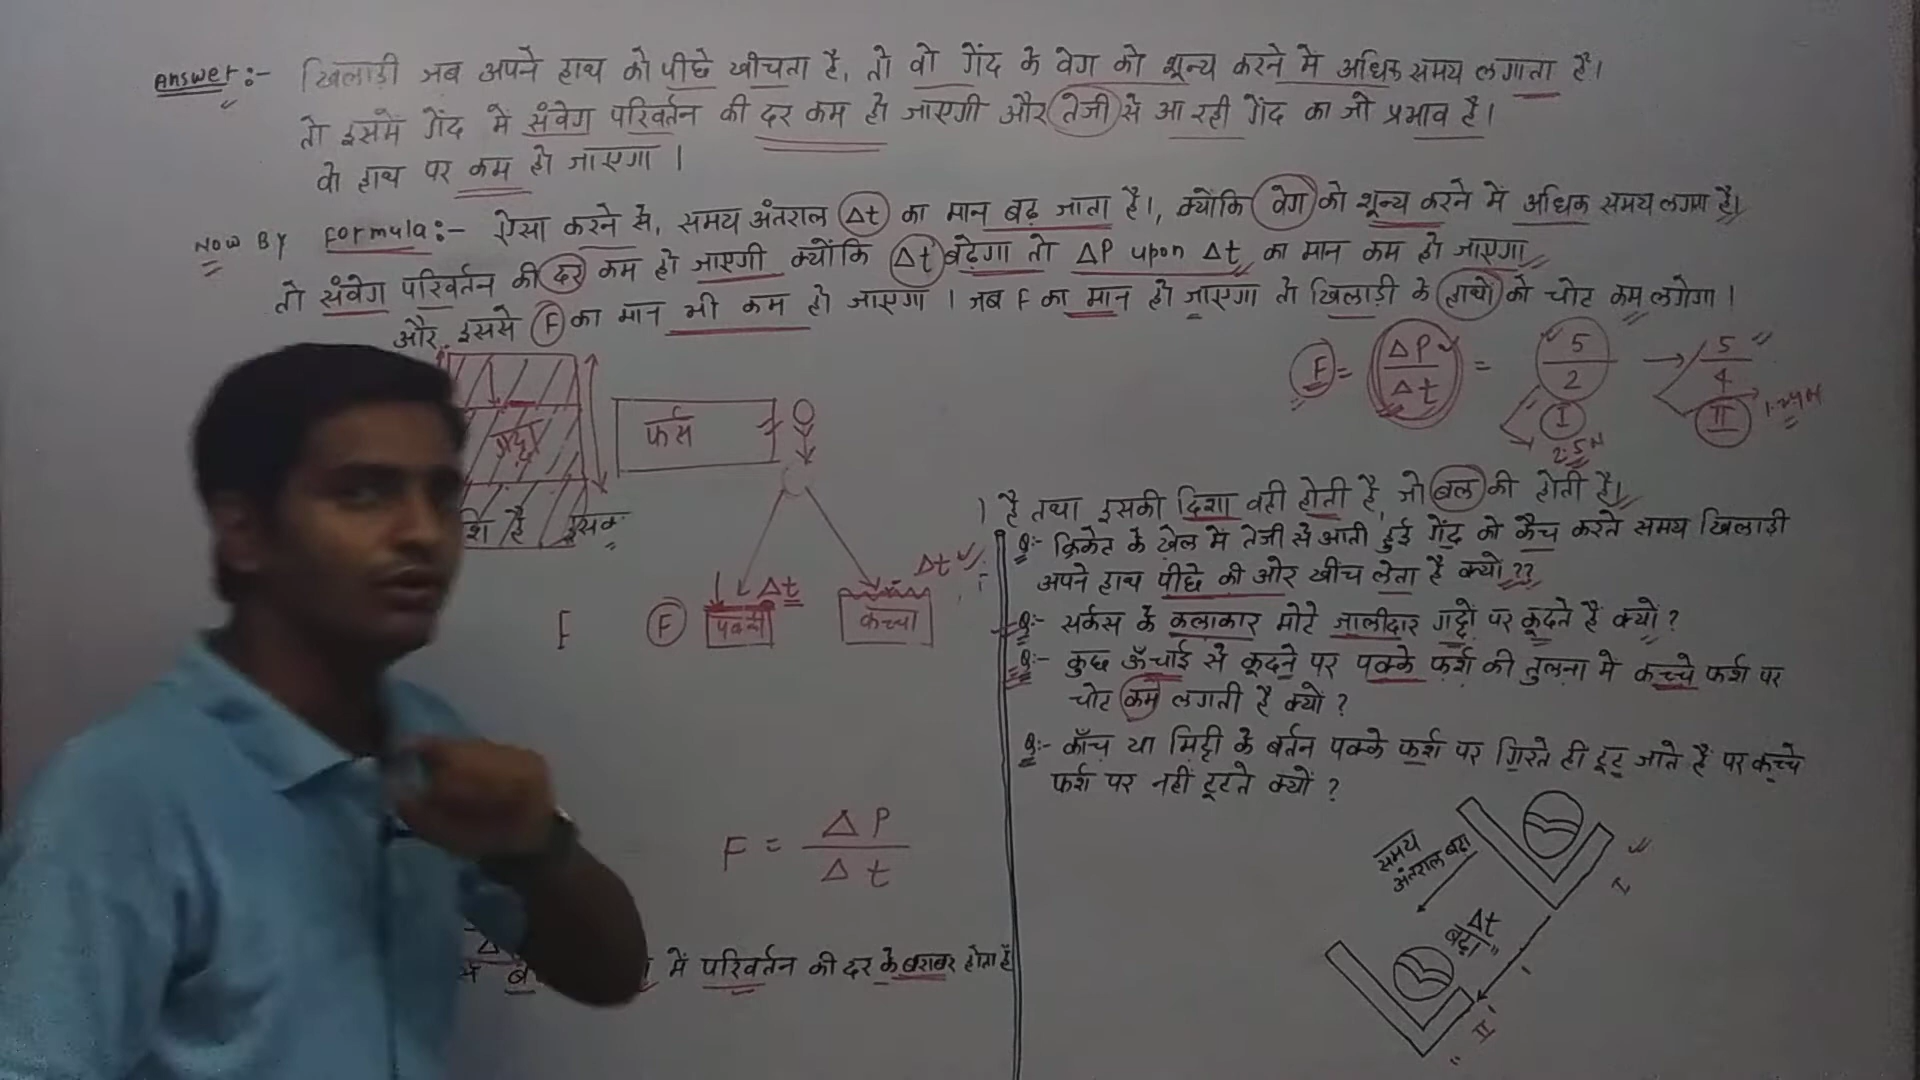 Answer:- खिलाड़ी जब अपने हाथ को पीछे खीचता है, तो वो गेंद के वेग को शून्य करने में अधिक समय लगाता है।
तो इसमें गेंद में संवेग परिवर्तन की दर कम हो जाएगी और तेजी से आ रही गेंद का जो प्रभाव है।
वो हाथ पर कम हो जाएगा।
NOW BY Formula:- ऐसा करने से, समय अंतराल Δt का मान बढ़ जाता है।, क्योंकि वेग को शून्य करने में अधिक समय लगा है।
तो संवेग परिवर्तन की दर कम हो जाएगी क्योंकि Δt बढ़ेगा तो ΔP upon Δt का मान कम हो जाएगा
और इससे F का मान भी कम हो जाएगा। जब F का मान हो जाएगा तो खिलाड़ी के हाथो को चोट कम लगेगा।
F = ΔP/Δt = 5/2 → 5/4
I
2.5N
II
गद्दा
फर्स
शि है इसक
Δt
Δt
F
F
पक्की
कच्चा
F = ΔP/Δt
में परिवर्तन की दर के बराबर होता है
। है तथा इसकी दिशा वही होती है, जो बल की होती है।
Q:- क्रिकेट के खेल में तेजी से आती हुई गेंद को कैच करते समय खिलाड़ी
अपने हाथ पीछे की ओर खींच लेता है क्यो??
Q:- सर्कस के कलाकार मोटे जालीदार गद्दो पर कूदते है क्यो?
Q:- कुछ ऊँचाई से कूदने पर पक्के फर्श की तुलना मे कच्चे फर्श पर
चोट कम लगती है क्यो?
Q:- काँच या मिट्टी के बर्तन पक्के फर्श पर गिरते ही टूट जाते हैं पर कच्चे
फर्श पर नहीं टूटते क्यों?
समय
अंतराल बढ़ा
I
Δt
बढ़ा
II